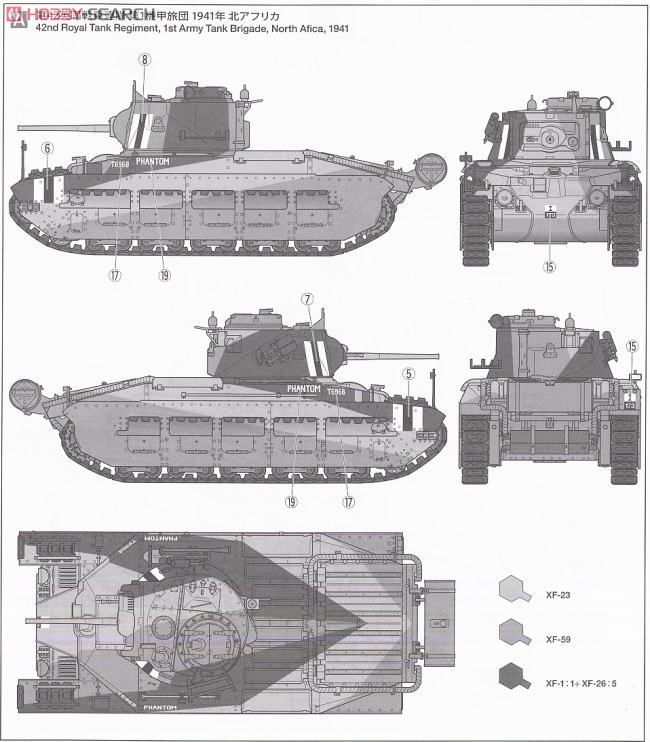 HOBBY SEARCH
旅団 1941年 北アフリカ
42nd Royal Tank Regiment, 1st Army Tank Brigade, North Afica, 1941
⑧
⑥
T6968 PHANTOM
⑰
⑲
⑮
⑦
⑤
⑮
PHANTOM T6968
⑲
⑰
T6968
PHANTOM
XF-23
XF-59
XF-1:1+XF-26:5
T6968
PHANTOM